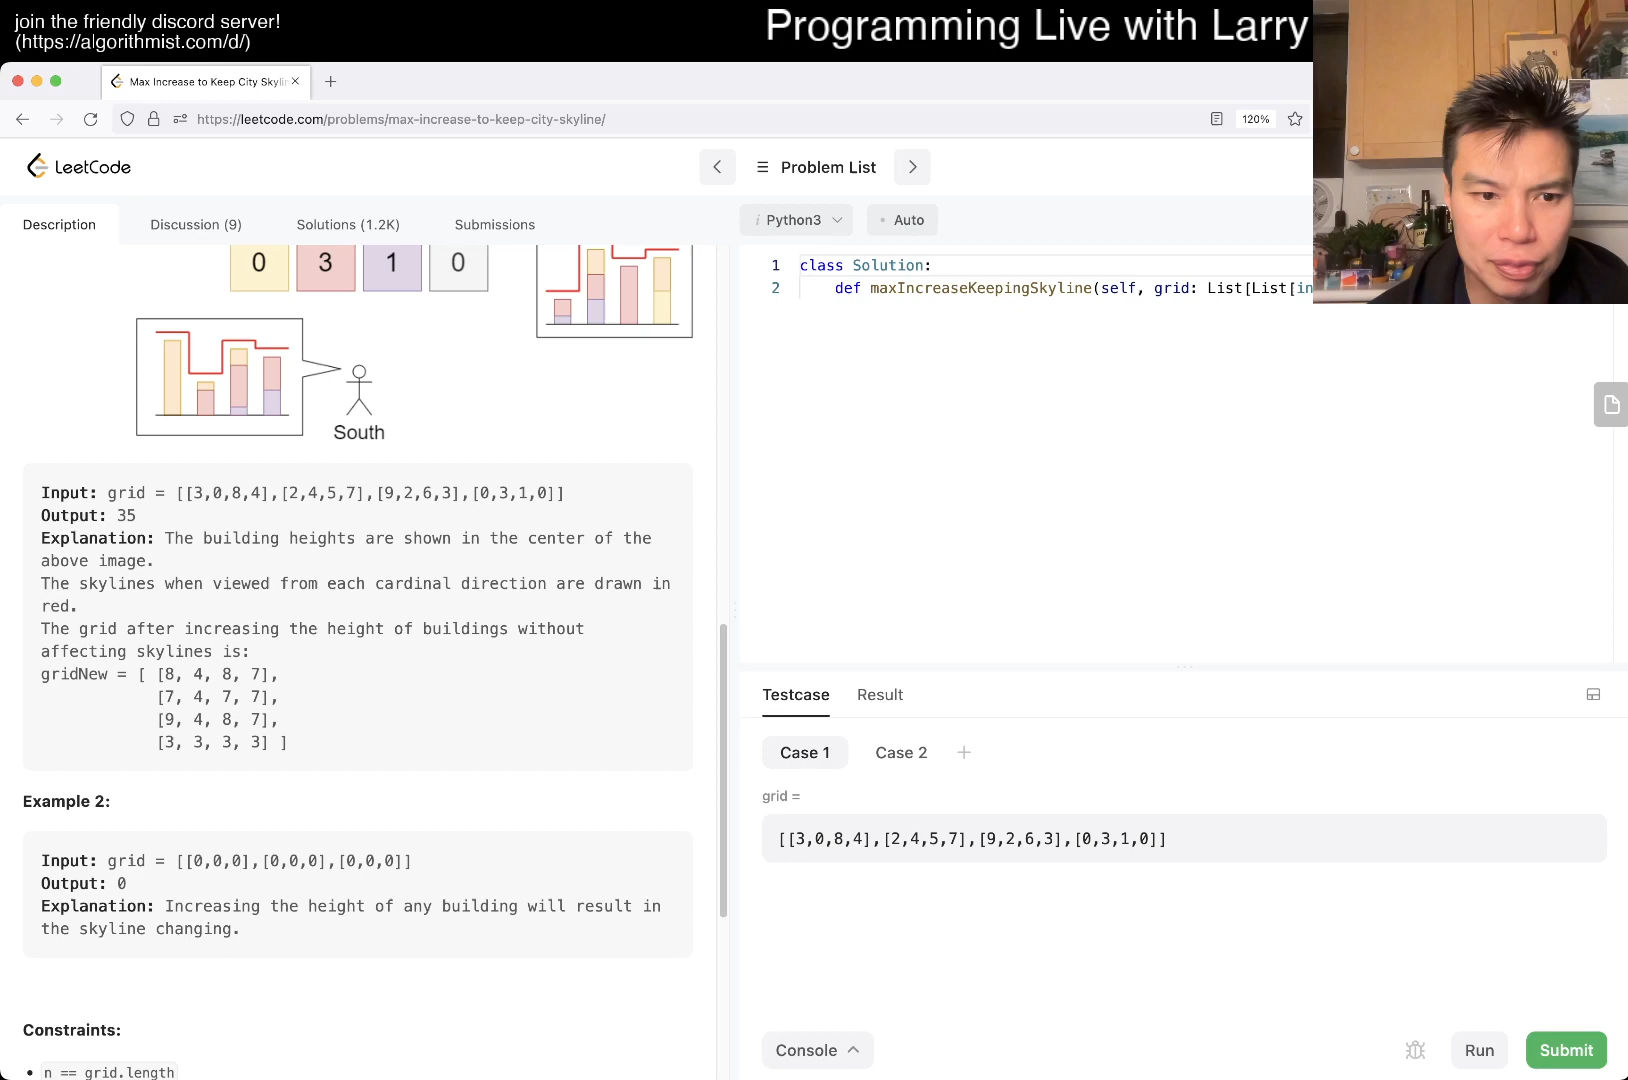 join the friendly discord server!
(https://algorithmist.com/d/)
Programming Live with Larry
Max Increase to Keep City Skylin
https://leetcode.com/problems/max-increase-to-keep-city-skyline/
120%
LeetCode
Problem List
Description
Discussion (9)
Solutions (1.2K)
Submissions
i Python3
• Auto
0 3 1 0
South
1 class Solution:
2 def maxIncreaseKeepingSkyline(self, grid: List[List[in
Input: grid = [[3,0,8,4],[2,4,5,7],[9,2,6,3],[0,3,1,0]]
Output: 35
Explanation: The building heights are shown in the center of the
above image.
The skylines when viewed from each cardinal direction are drawn in
red.
The grid after increasing the height of buildings without
affecting skylines is:
gridNew = [ [8, 4, 8, 7],
[7, 4, 7, 7],
[9, 4, 8, 7],
[3, 3, 3, 3] ]
Example 2:
Input: grid = [[0,0,0],[0,0,0],[0,0,0]]
Output: 0
Explanation: Increasing the height of any building will result in
the skyline changing.
Constraints:
• n == grid.length
Testcase
Result
Case 1
Case 2
grid =
[[3,0,8,4],[2,4,5,7],[9,2,6,3],[0,3,1,0]]
Console
Run
Submit